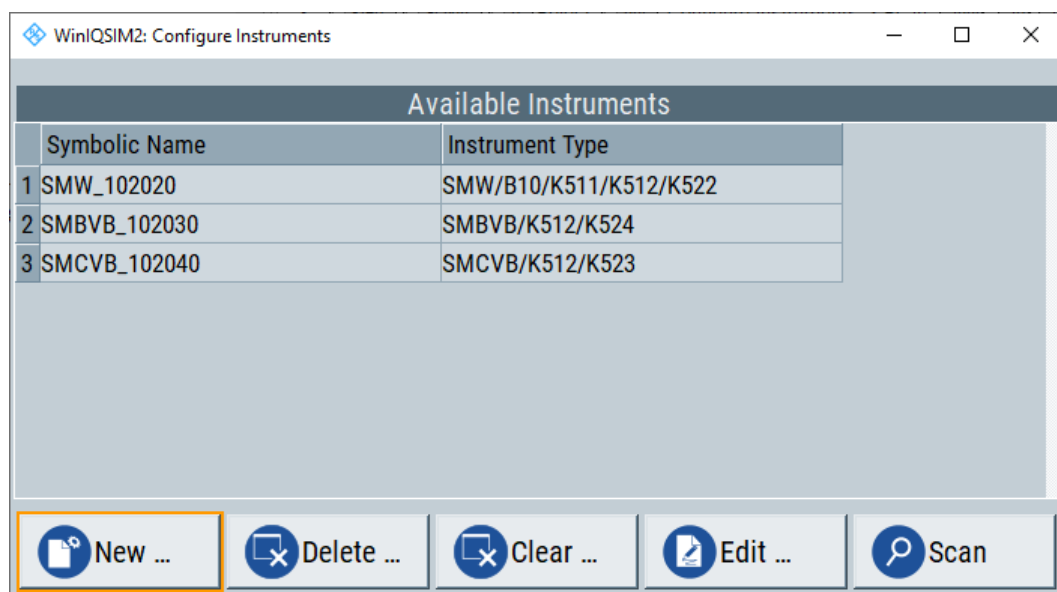 WinIQSIM2: Configure Instruments
Available Instruments
Symbolic Name Instrument Type
1 SMW_102020 SMW/B10/K511/K512/K522
2 SMBVB_102030 SMBVB/K512/K524
3 SMCVB_102040 SMCVB/K512/K523
New ... Delete ... Clear ... Edit ... Scan